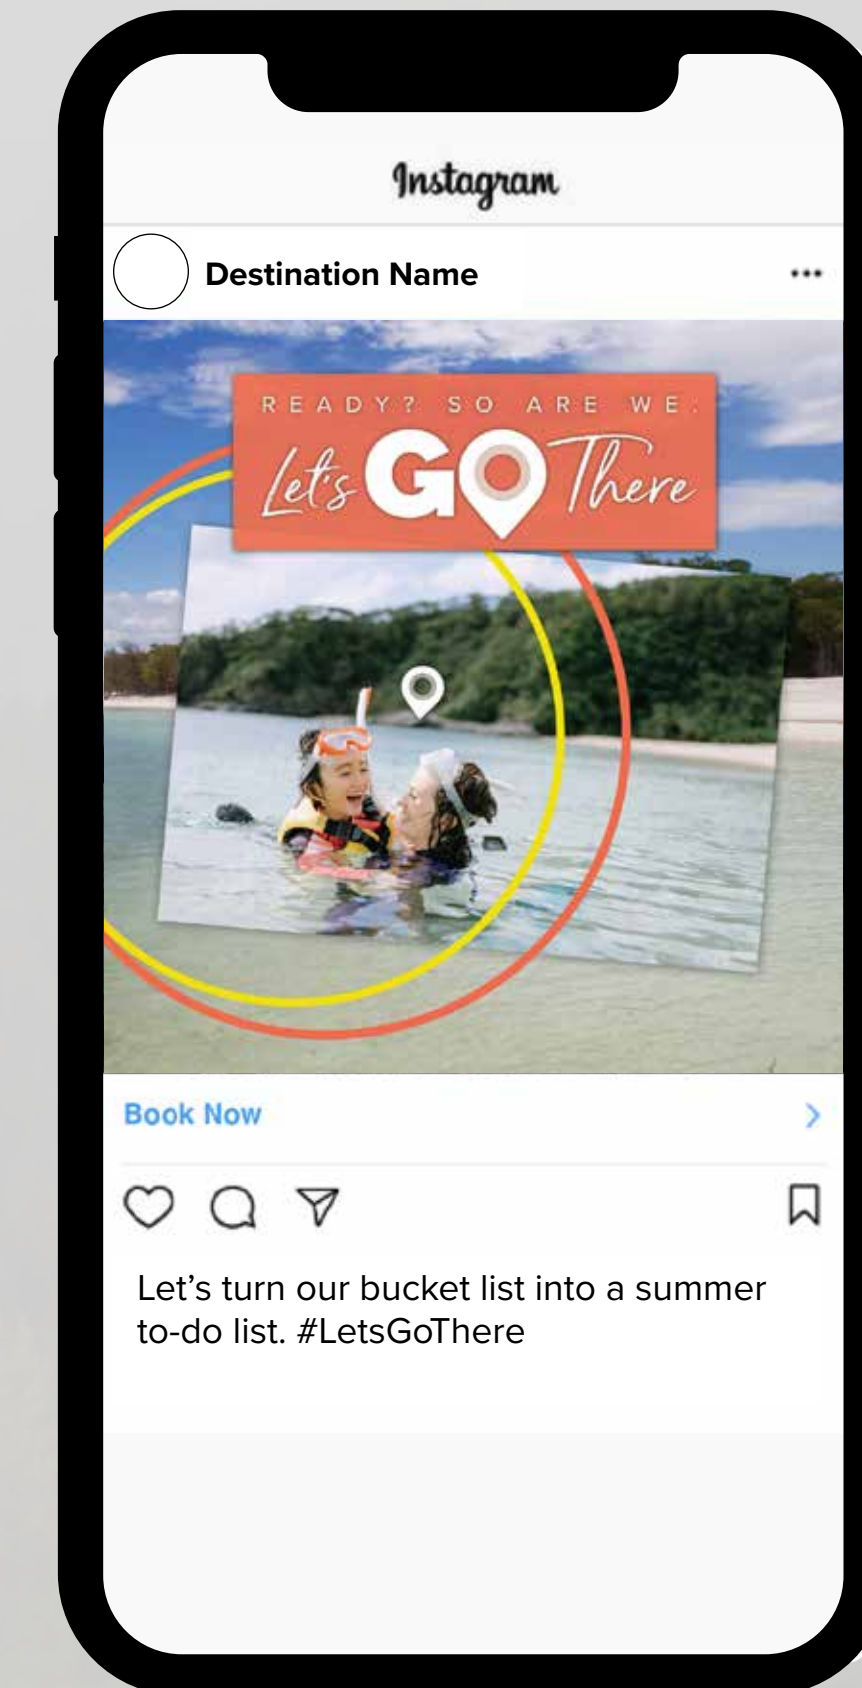 Instagram
Destination Name
READY? SO ARE WE.
Let's GO There
Book Now
Let’s turn our bucket list into a summer
to-do list. #LetsGoThere